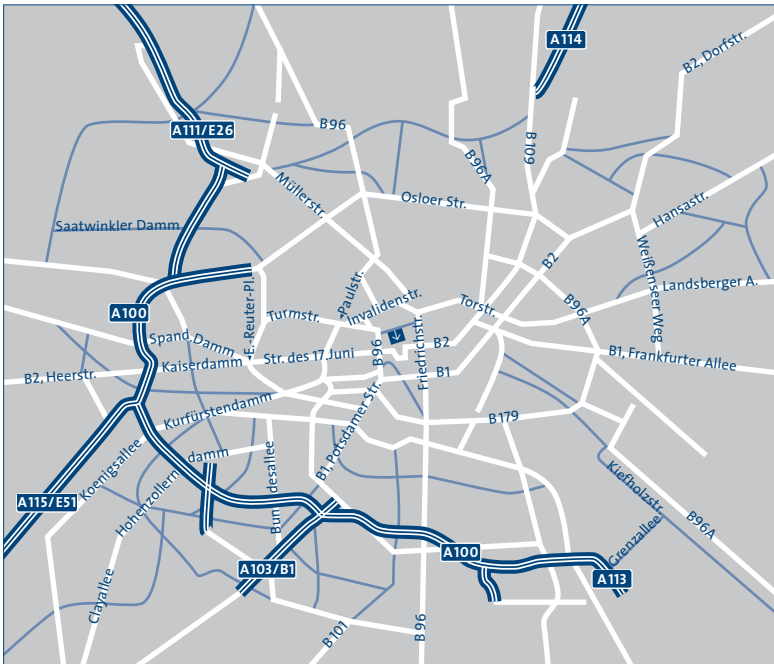 A114
B2, Dorfstr.
A111/E26
B96
B109
B96A
Müllerstr.
Osloer Str.
Hansastr.
Saatwinkler Damm
Weißenseer Weg
B2
Paulstr.
Invalidenstr.
Torstr.
Landsberger A.
B96A
A100
E.-Reuter-Pl.
Turmstr.
Spand. Damm
Str. des 17. Juni
B96
Friedrichstr.
B2
B1, Frankfurter Allee
Kaiserdamm
B2, Heerstr.
B1
Kurfürstendamm
B1, Potsdamer Str.
B179
Koenigsallee
Hohenzollerndamm
Bundesallee
Kiefholzstr.
A115/E51
B96A
Grenzallee
A100
A103/B1
A113
Clayallee
B101
B96